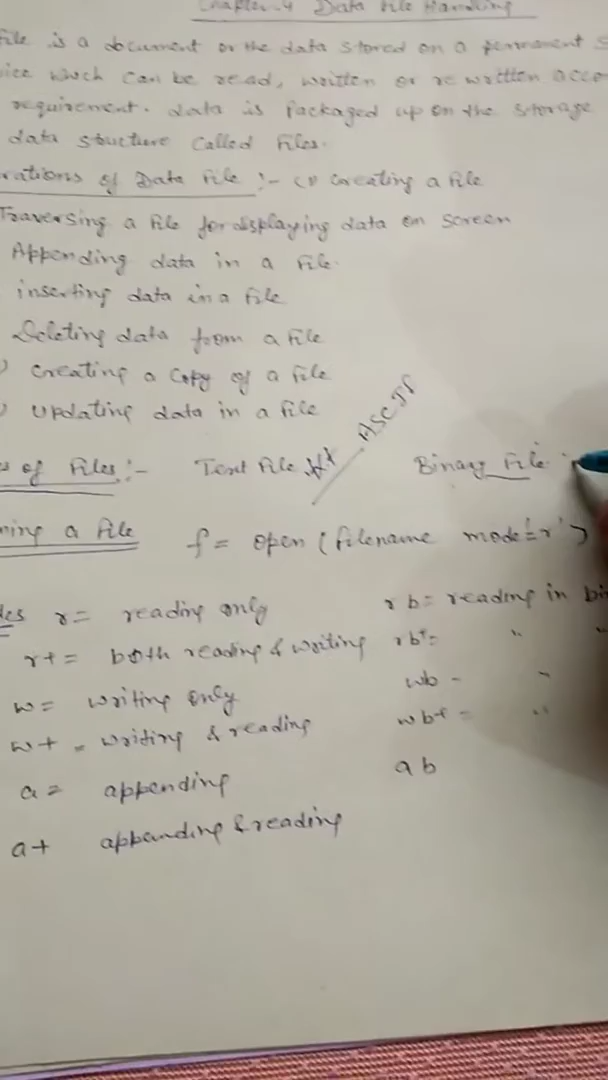 Chapter-4 Data File Handling
File is a document or the data stored on a permanent
which can be read, written or rewritten
requirement. data is packaged up on the storage
data structure called files.
rations of Data File :- (i) Creating a file
Traversing a file for displaying data on screen
Appending data in a file.
inserting data in a file
Deleting data from a file
) Creating a copy of a file
) updating data in a file
of Files :- Text File ASCII Binary File
ning a file f = open (filename mode='r')
r = reading only rb = reading in bi
r+ = both reading & writing rb+ = " "
w = writing only wb - "
w+ = writing & reading wb+ = "
a = appending ab
a+ appending & reading